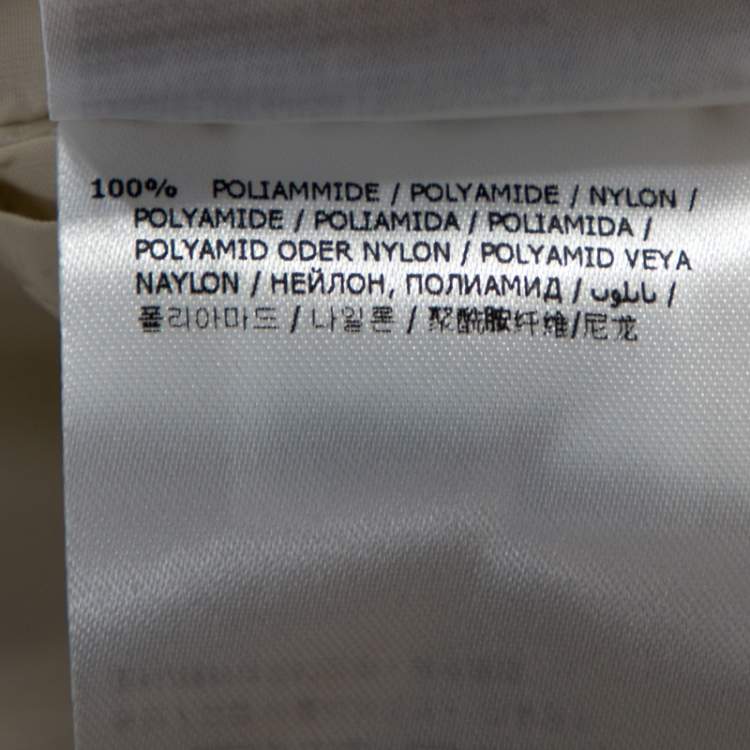 100% POLIAMMIDE / POLYAMIDE / NYLON /
POLYAMIDE / POLIAMIDA / POLIAMIDA /
POLYAMID ODER NYLON / POLYAMID VEYA
NAYLON / НЕЙЛОН, ПОЛИАМИД / نايلون /
폴리아마드 / 나일론 / 聚酰胺纤维/尼龙